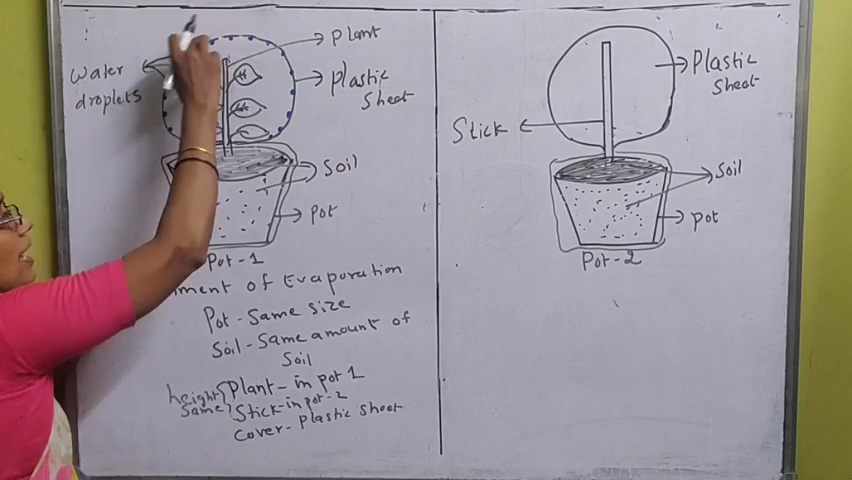 Plant
Water
droplets
Plastic
Sheet
Soil
Pot
Pot-1
Evaporation
Pot-Same size
Soil-Same amount of
Soil
height Plant-in pot 1
Same Stick-in pot-2
Cover-Plastic sheet
Plastic
Sheet
Stick
Soil
pot
Pot-2